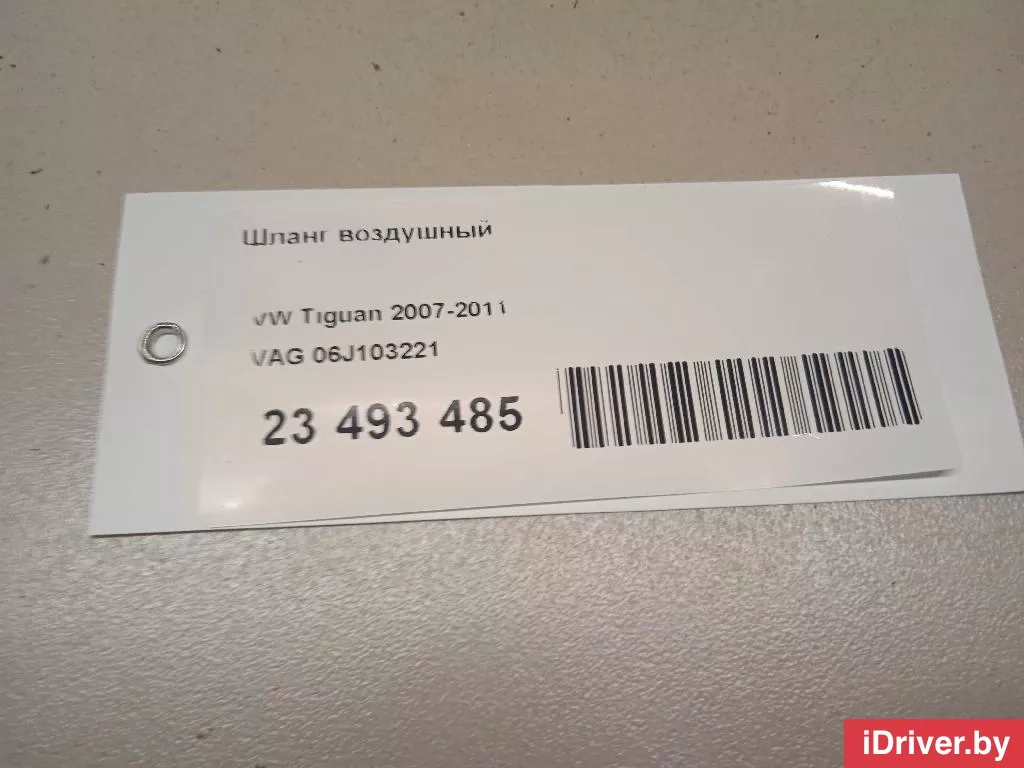 Шланг воздушный
VW Tiguan 2007-2011
VAG 06J103221
23 493 485
iDriver.by